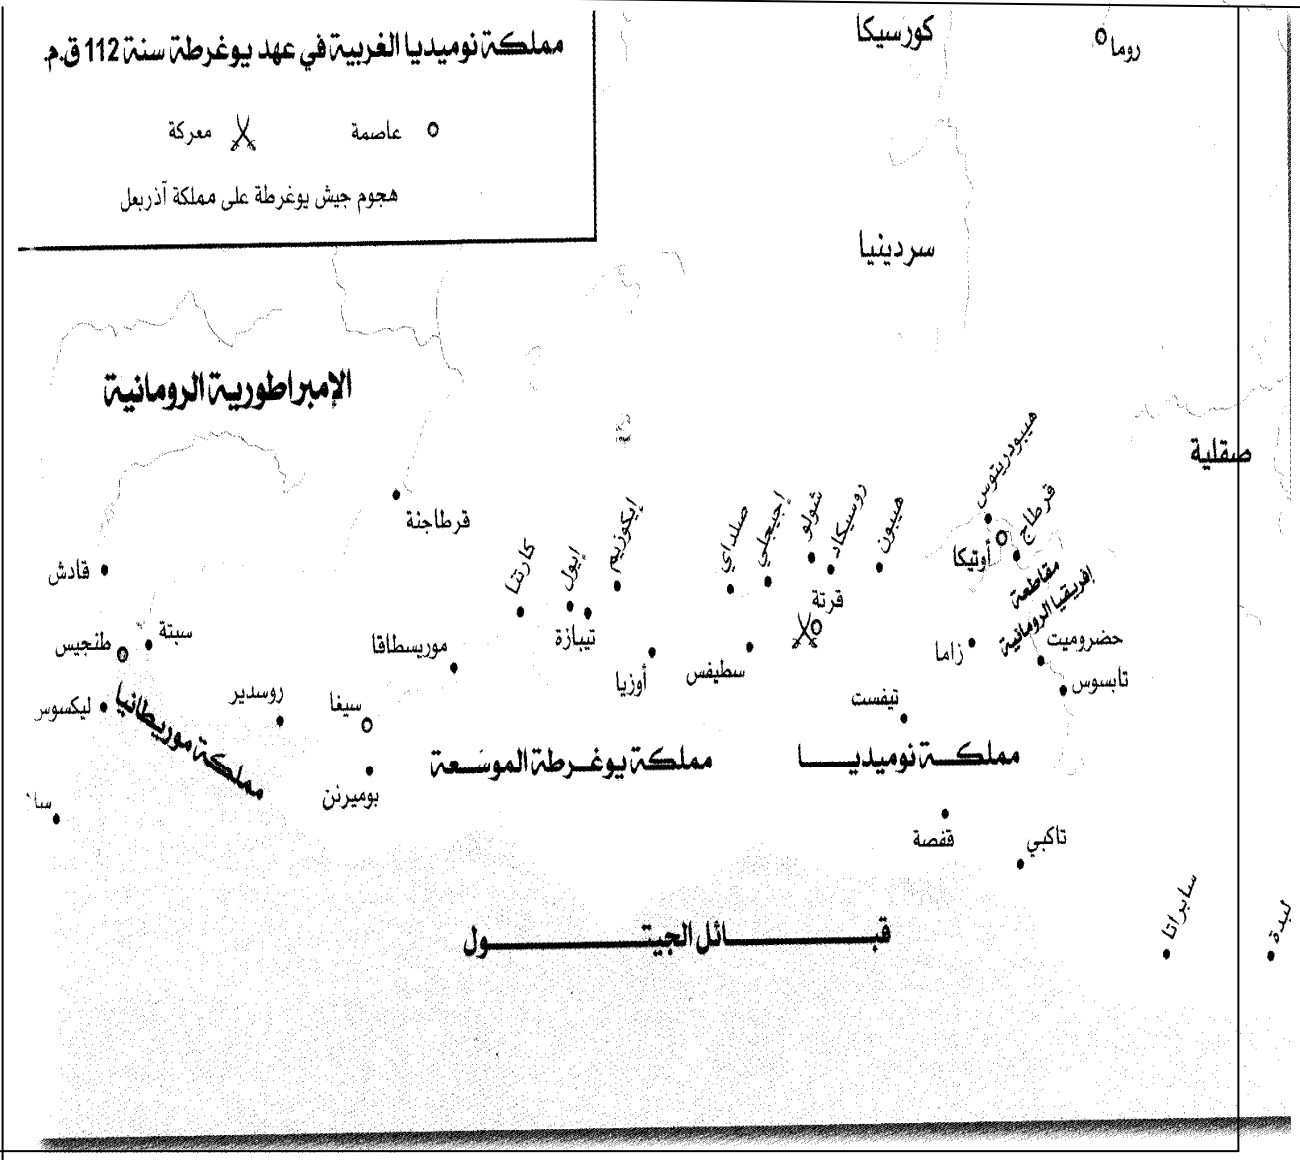 مملكة نوميديا الغربية في عهد يوغرطة سنة 112 ق.م.
عاصمة
معركة
هجوم جيش يوغرطة على مملكة آذربعل
كورسيكا
روما
سردينيا
الإمبراطورية الرومانية
صقلية
هيبودريتوس
قرطاج
أوتيكا
مقاطعة
إفريقيا الرومانية
قرطاجنة
قادش
كارتنا
إيول
إيكوزيم
صلداي
إجيجلي
شولو
روسيكاد
هيبون
قرتة
تيبازة
طنجيس
سبتة
موريسطاقا
أوزيا
سطيفس
زاما
حضروميت
تابسوس
ليكسوس
روسدير
سيغا
تيفست
مملكة موريطانيا
مملكة يوغرطة الموسعة
مملكة نوميديا
بوميرنن
سلا
قفصة
تاكبي
سابراتا
لبدة
قبائل الجيتول